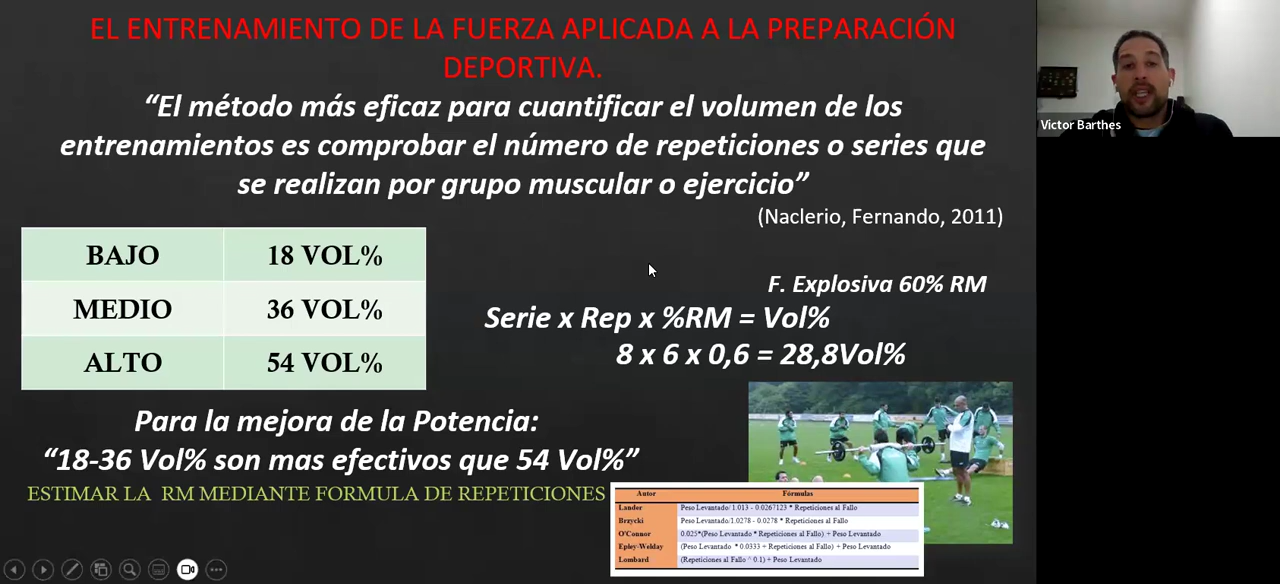 EL ENTRENAMIENTO DE LA FUERZA APLICADA A LA PREPARACIÓN
DEPORTIVA.
“El método más eficaz para cuantificar el volumen de los
entrenamientos es comprobar el número de repeticiones o series que
se realizan por grupo muscular o ejercicio”
(Naclerio, Fernando, 2011)
BAJO 18 VOL%
MEDIO 36 VOL%
ALTO 54 VOL%
F. Explosiva 60% RM
Serie x Rep x %RM = Vol%
8 x 6 x 0,6 = 28,8Vol%
Para la mejora de la Potencia:
“18-36 Vol% son mas efectivos que 54 Vol%”
ESTIMAR LA RM MEDIANTE FORMULA DE REPETICIONES
Autor Fórmulas
Lander Peso Levantado/ 1.013 - 0.0267123 * Repeticiones al Fallo
Brzycki Peso Levantado/1.0278 - 0.0278 * Repeticiones al Fallo
O'Connor 0.025*(Peso Levantado * Repeticiones al Fallo) + Peso Levantado
Epley-Welday (Peso Levantado * 0.0333 + Repeticiones al Fallo) + Peso Levantado
Lombard (Repeticiones al Fallo ^ 0.1) + Peso Levantado
Victor Barthes